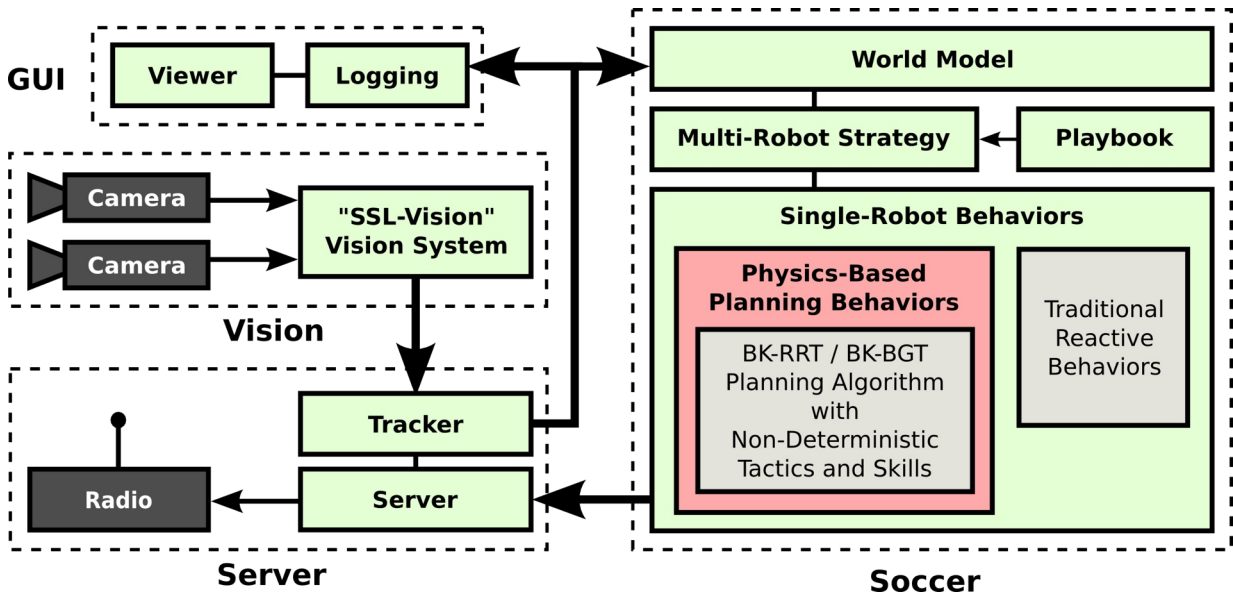 GUI
Viewer
Logging
Camera
Camera
"SSL-Vision"
Vision System
Vision
Tracker
Server
Radio
Server
World Model
Multi-Robot Strategy
Playbook
Single-Robot Behaviors
Physics-Based
Planning Behaviors
BK-RRT / BK-BGT
Planning Algorithm
with
Non-Deterministic
Tactics and Skills
Traditional
Reactive
Behaviors
Soccer